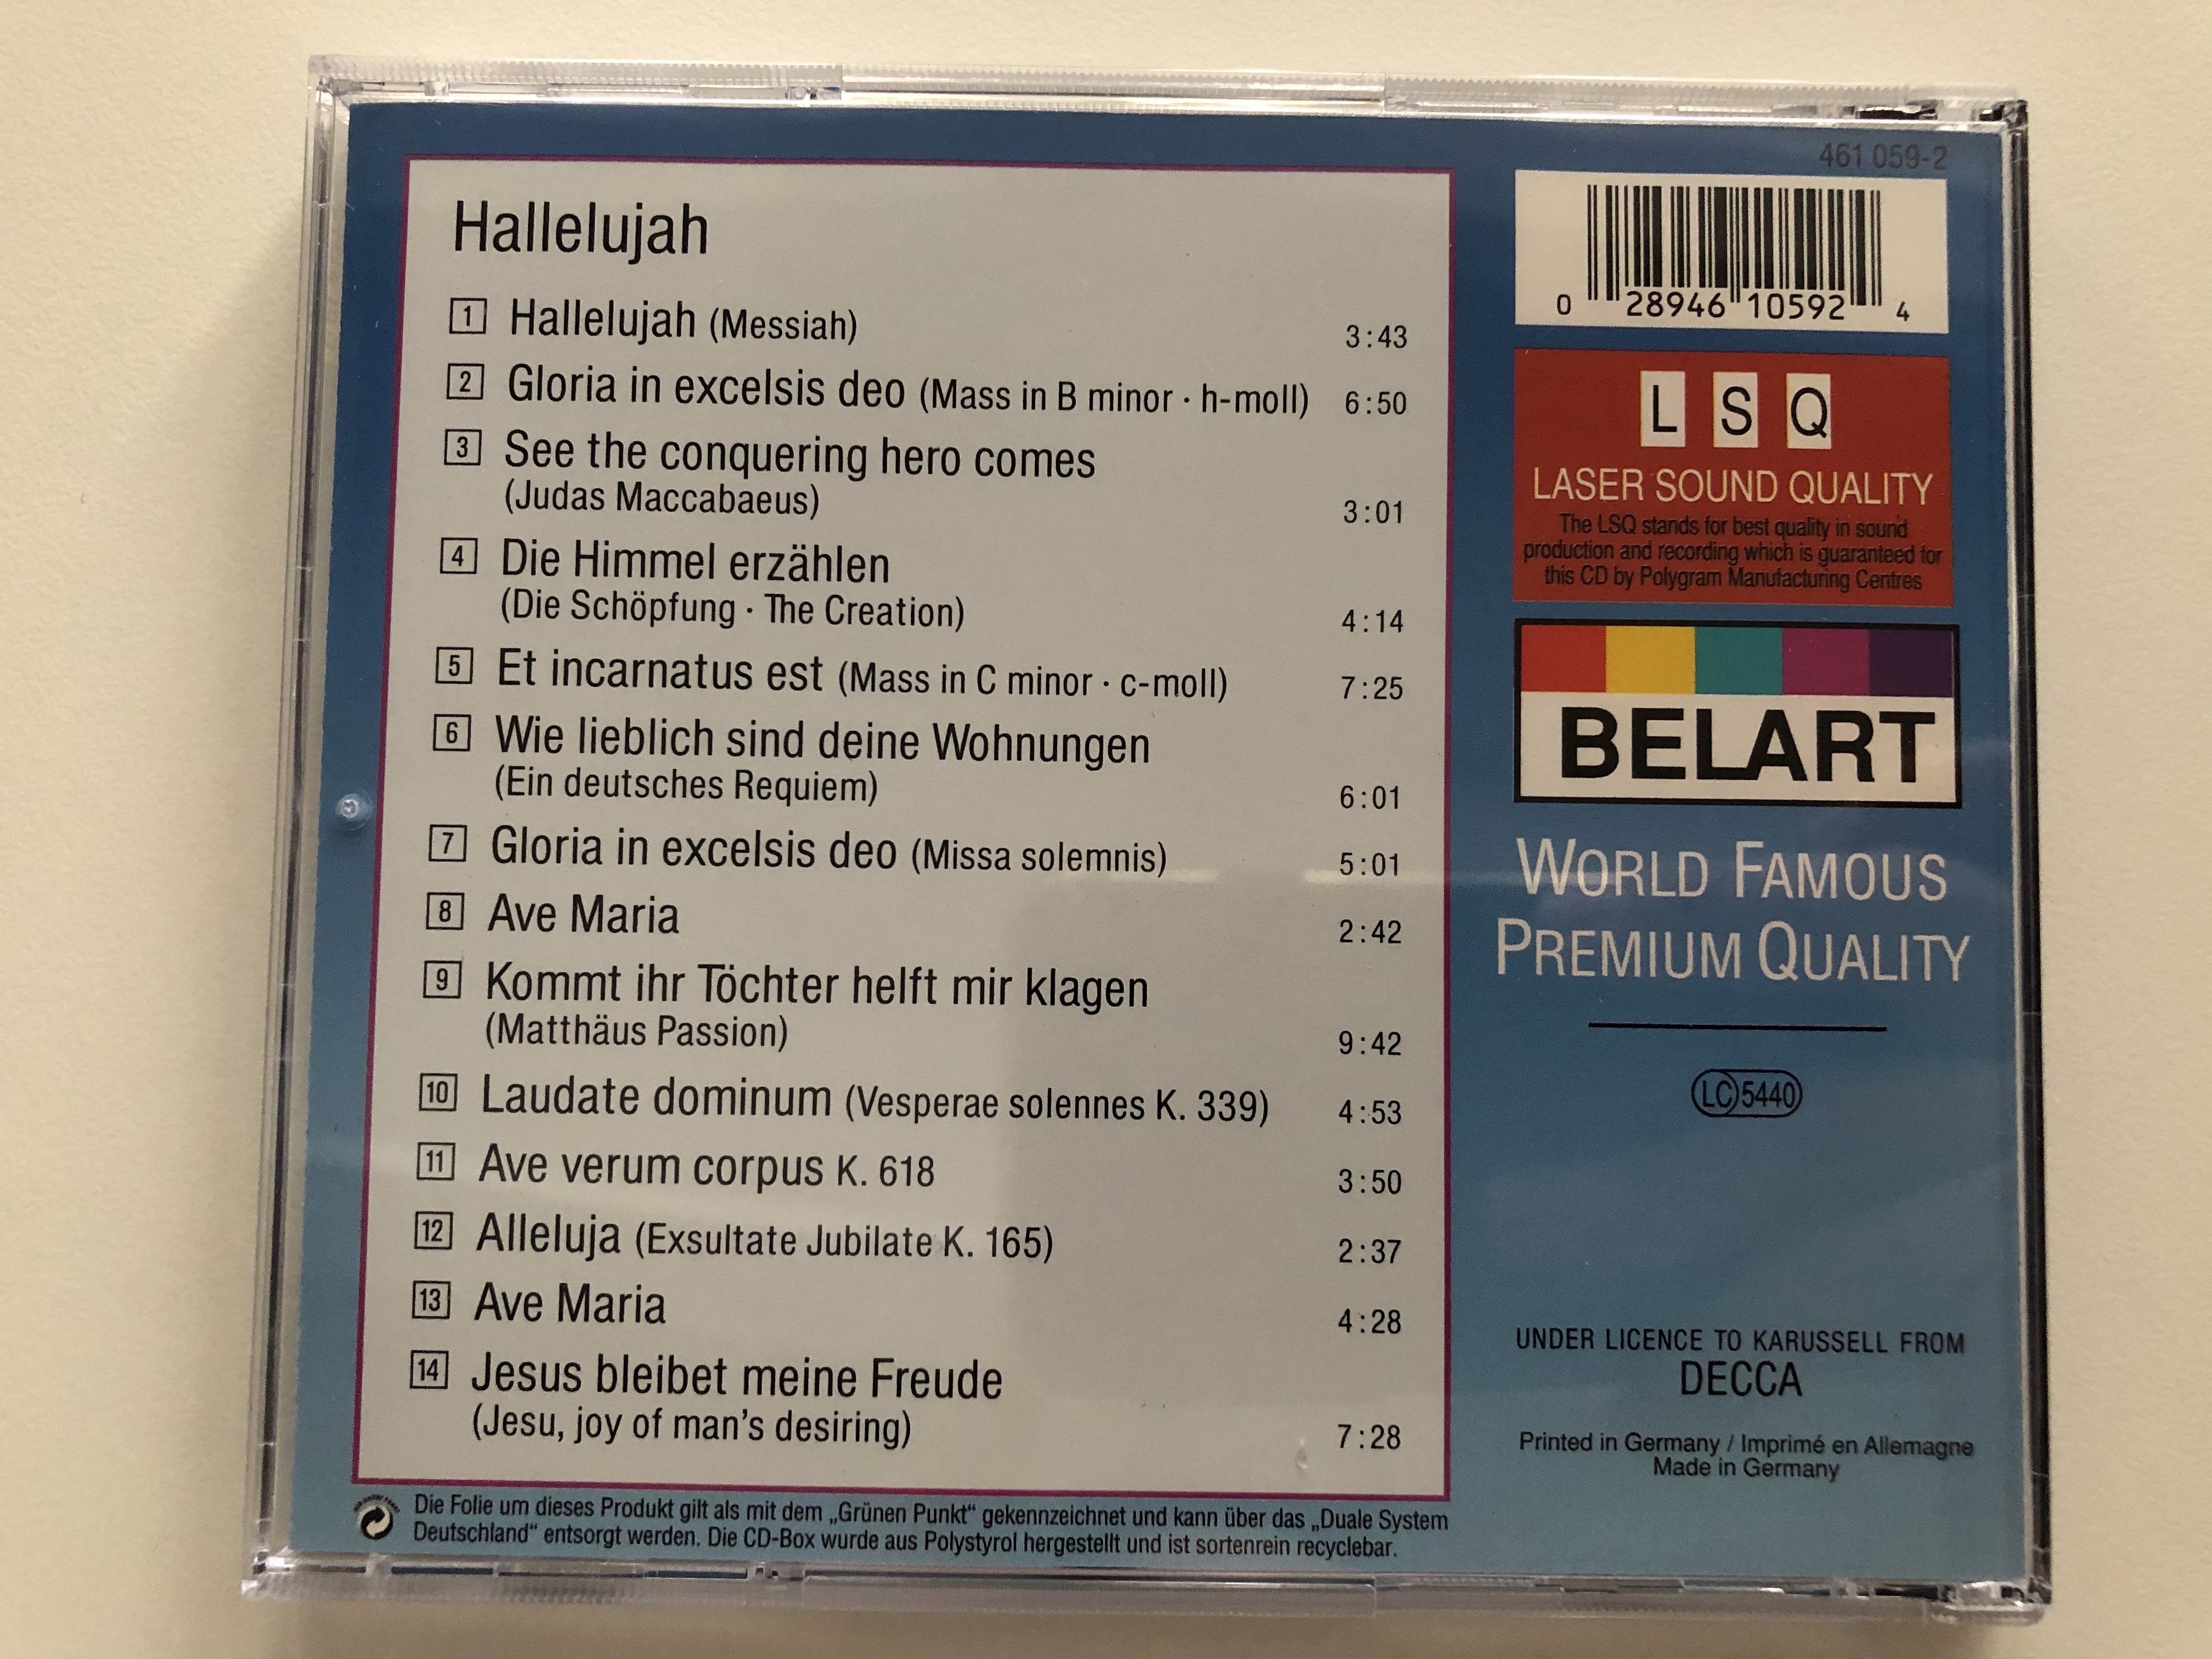 Hallelujah
1 Hallelujah (Messiah) 3:43
2 Gloria in excelsis deo (Mass in B minor · h-moll) 6:50
3 See the conquering hero comes
(Judas Maccabaeus) 3:01
4 Die Himmel erzählen
(Die Schöpfung · The Creation) 4:14
5 Et incarnatus est (Mass in C minor · c-moll) 7:25
6 Wie lieblich sind deine Wohnungen
(Ein deutsches Requiem) 6:01
7 Gloria in excelsis deo (Missa solemnis) 5:01
8 Ave Maria 2:42
9 Kommt ihr Töchter helft mir klagen
(Matthäus Passion) 9:42
10 Laudate dominum (Vesperae solennes K. 339) 4:53
11 Ave verum corpus K. 618 3:50
12 Alleluja (Exsultate Jubilate K. 165) 2:37
13 Ave Maria 4:28
14 Jesus bleibet meine Freude
(Jesu, joy of man's desiring) 7:28
Die Folie um dieses Produkt gilt als mit dem „Grünen Punkt“ gekennzeichnet und kann über das „Duale System
Deutschland“ entsorgt werden. Die CD-Box wurde aus Polystyrol hergestellt und ist sortenrein recyclebar.
461 059-2
0 28946 10592 4
L S Q
LASER SOUND QUALITY
The LSQ stands for best quality in sound
production and recording which is guaranteed for
this CD by Polygram Manufacturing Centres
BELART
WORLD FAMOUS
PREMIUM QUALITY
LC 5440
UNDER LICENCE TO KARUSSELL FROM
DECCA
Printed in Germany / Imprimé en Allemagne
Made in Germany